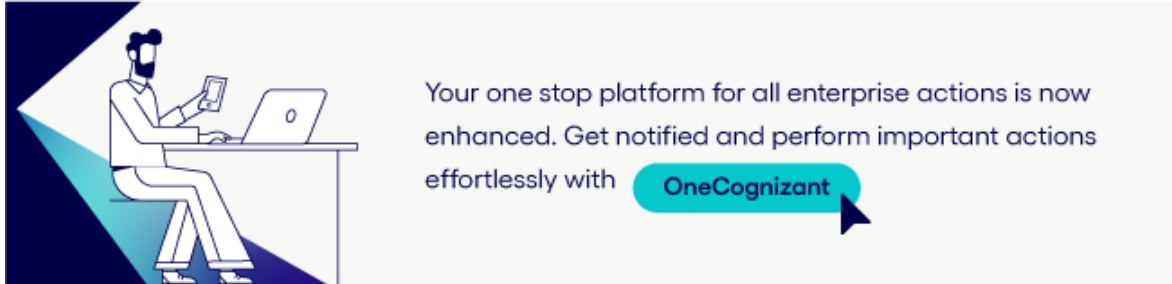 Your one stop platform for all enterprise actions is now
enhanced. Get notified and perform important actions
effortlessly with OneCognizant